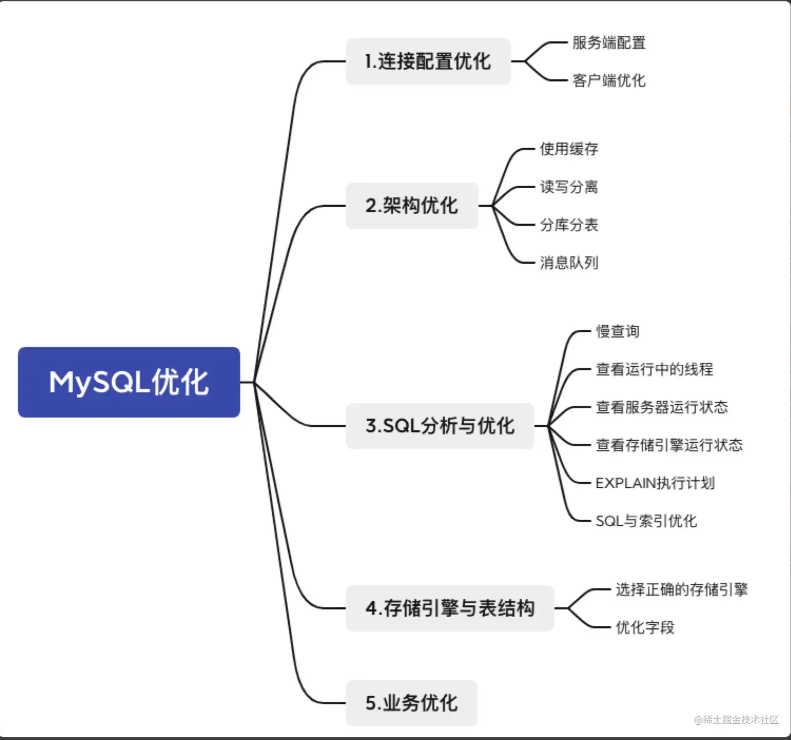 MySQL优化
1.连接配置优化
服务端配置
客户端优化
2.架构优化
使用缓存
读写分离
分库分表
消息队列
3.SQL分析与优化
慢查询
查看运行中的线程
查看服务器运行状态
查看存储引擎运行状态
EXPLAIN执行计划
SQL与索引优化
4.存储引擎与表结构
选择正确的存储引擎
优化字段
5.业务优化
@稀土掘金技术社区